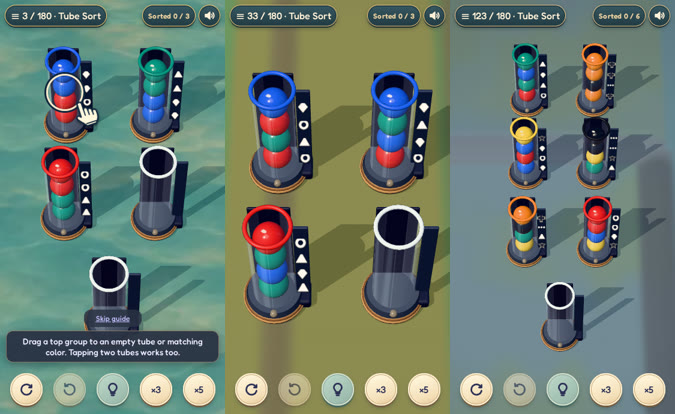 3 / 180 · Tube Sort
Sorted 0 / 3
Skip guide
Drag a top group to an empty tube or matching
color. Tapping two tubes works too.
×3
×5
33 / 180 · Tube Sort
Sorted 0 / 3
×3
×5
123 / 180 · Tube Sort
Sorted 0 / 6
×3
×5